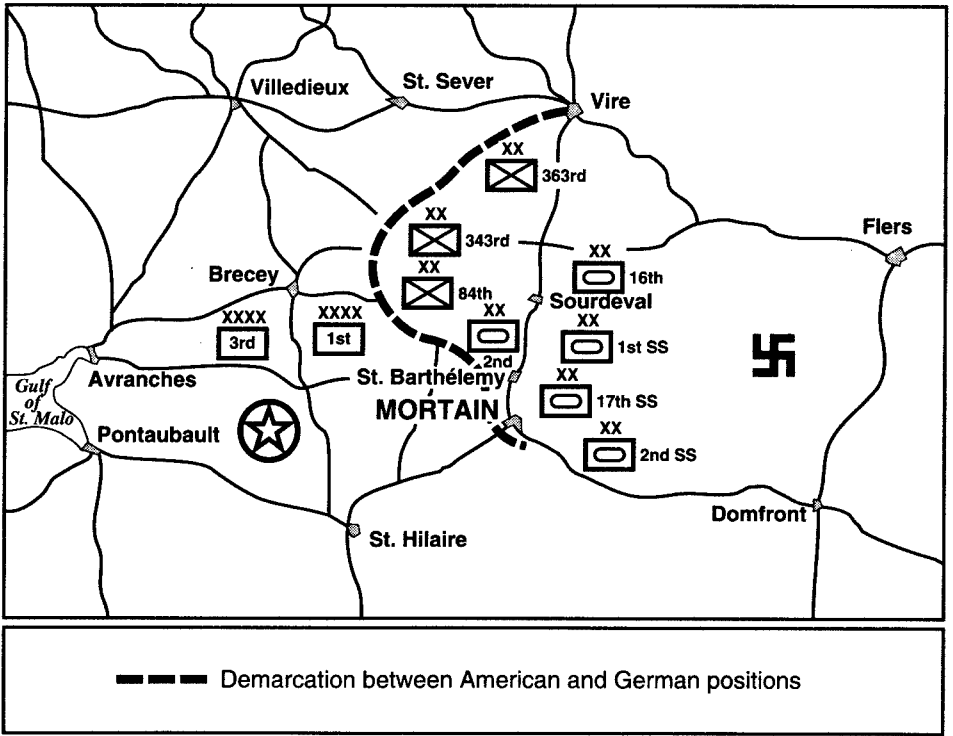 Villedieux
St. Sever
Vire
XX
363rd
XX
343rd
Flers
XX
84th
XX
16th
Brecey
XXXX
3rd
XXXX
1st
XX
2nd
Sourdeval
XX
1st SS
Gulf
of
St. Malo
Avranches
St. Barthélemy
XX
17th SS
MORTAIN
Pontaubault
XX
2nd SS
Domfront
St. Hilaire
Demarcation between American and German positions